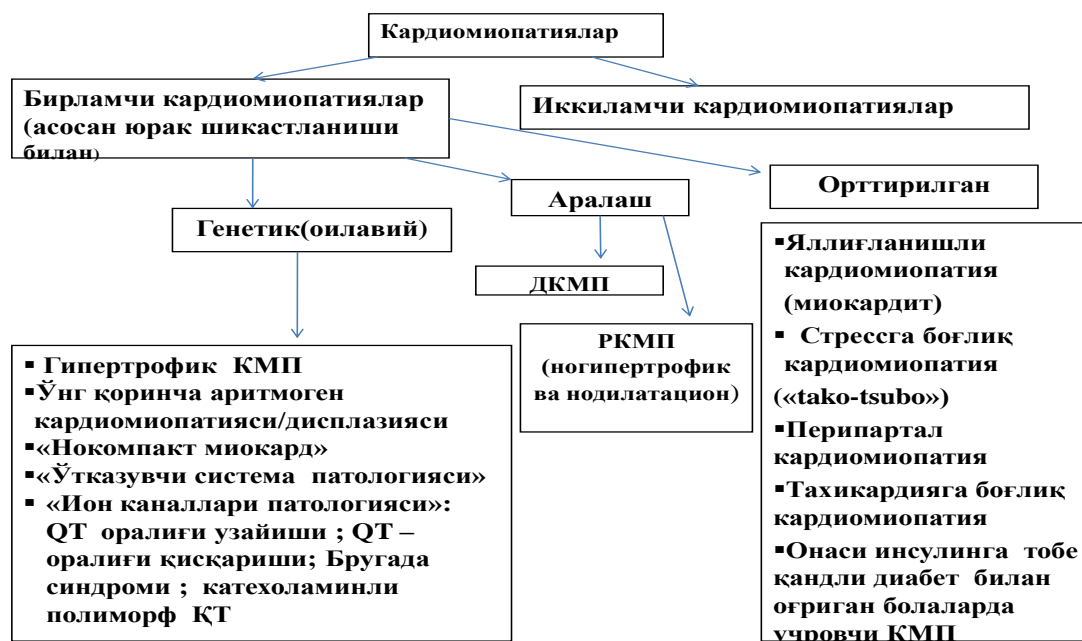 Кардиомиопатиялар
Бирламчи кардиомиопатиялар
(асосан юрак шикастланиши
билан)
Иккиламчи кардиомиопатиялар
Генетик(оилавий)
Аралаш
Орттирилган
ДКМП
РКМП
(ногипертрофик
ва нодилатацион)
▪ Гипертрофик КМП
▪Ўнг қоринча аритмоген
кардиомиопатияси/дисплазияси
▪«Нокомпакт миокард»
▪«Ўтказувчи система патологияси»
▪ «Ион каналлари патологияси»:
QT оралиғи узайиши ; QT –
оралиғи қисқариши; Бругада
синдроми ; катехоламинли
полиморф ҚТ
▪Яллиғланишли
кардиомиопатия
(миокардит)
▪ Стрессга боғлиқ
кардиомиопатия
(«tako-tsubo»)
▪Перипартал
кардиомиопатия
▪Тахикардияга боғлиқ
кардиомиопатия
▪Онаси инсулинга тобе
қандли диабет билан
оғриган болаларда
учровчи КМП